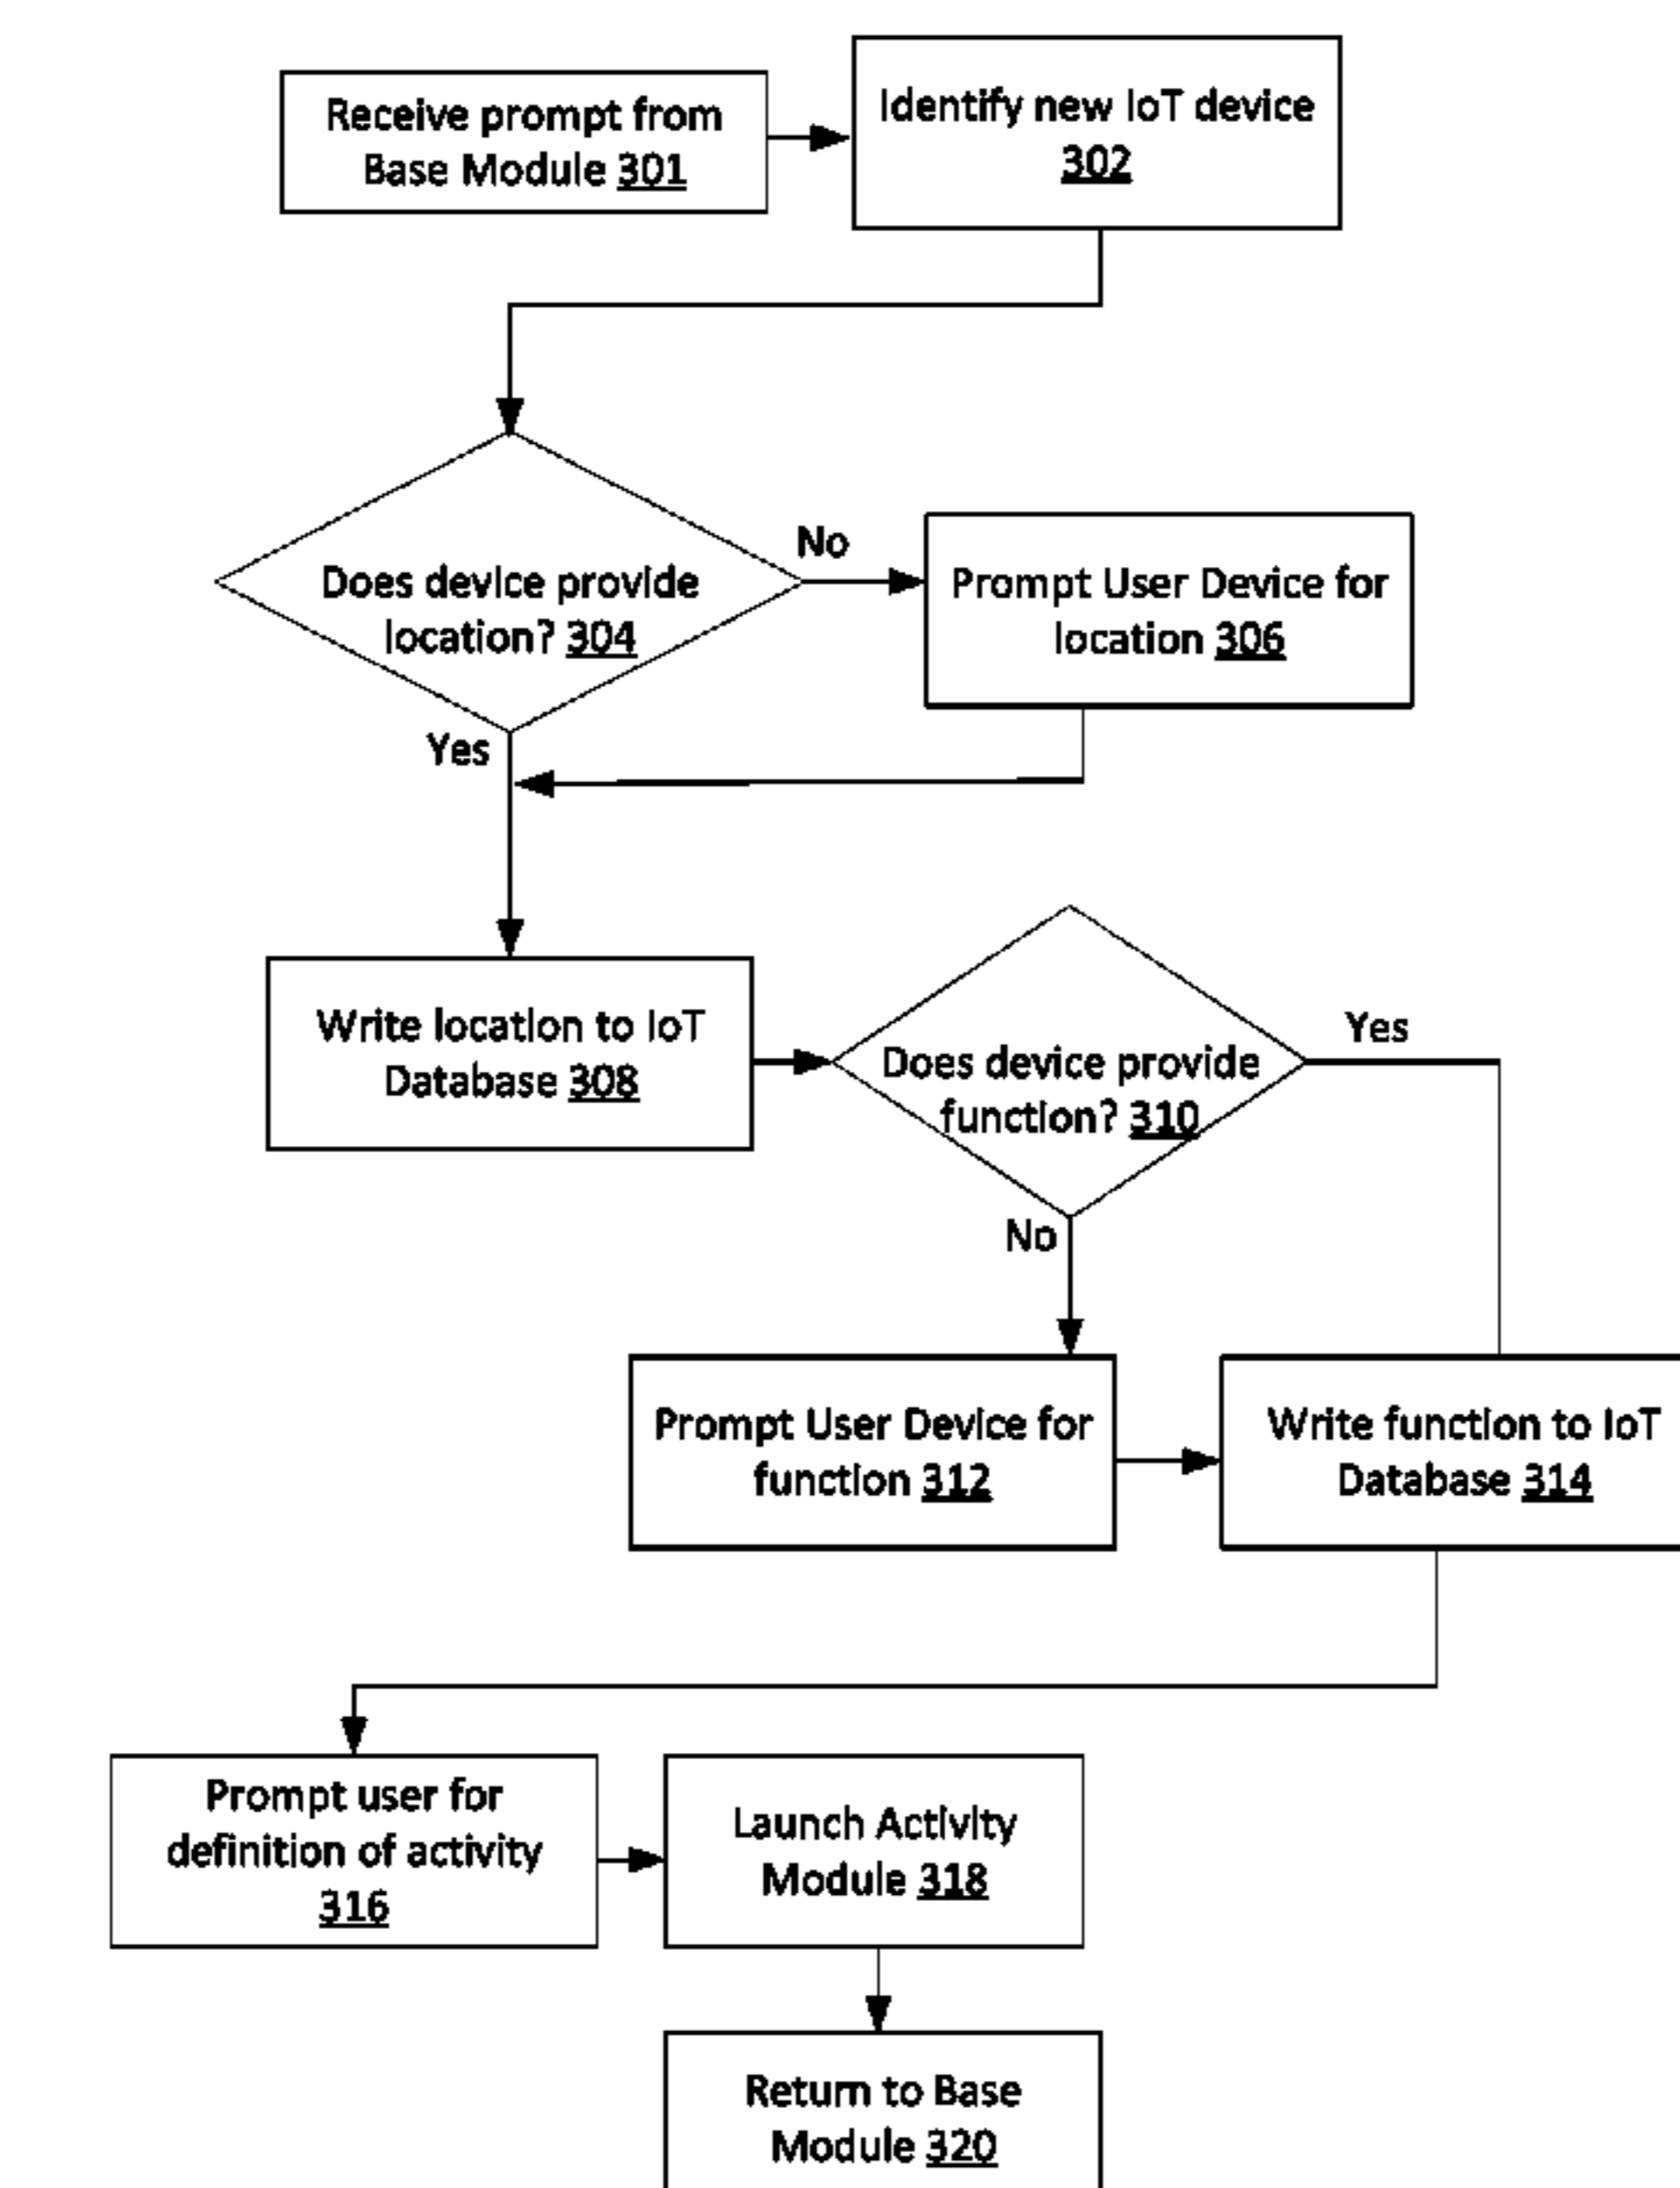 Receive prompt from
Base Module 301
Identify new IoT device
302
Does device provide
location? 304
No
Prompt User Device for
location 306
Yes
Write location to IoT
Database 308
Does device provide
function? 310
Yes
No
Prompt User Device for
function 312
Write function to IoT
Database 314
Prompt user for
definition of activity
316
Launch Activity
Module 318
Return to Base
Module 320